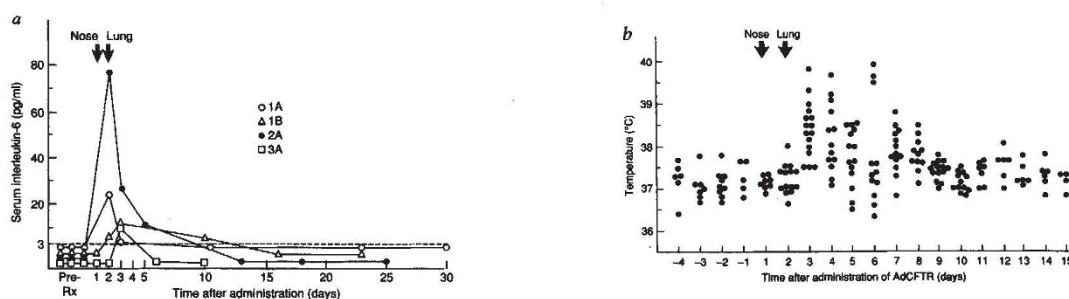 a
Nose Lung
Serum interleukin-6 (pg/ml)
80
60
40
20
3
1A
1B
2A
3A
Pre-
Rx
1 2 3 4 5 10 15 20 25 30
Time after administration (days)
b
Nose Lung
Temperature (°C)
40
39
38
37
36
−4 −3 −2 −1 1 2 3 4 5 6 7 8 9 10 11 12 13 14 15
Time after administration of AdCFTR (days)